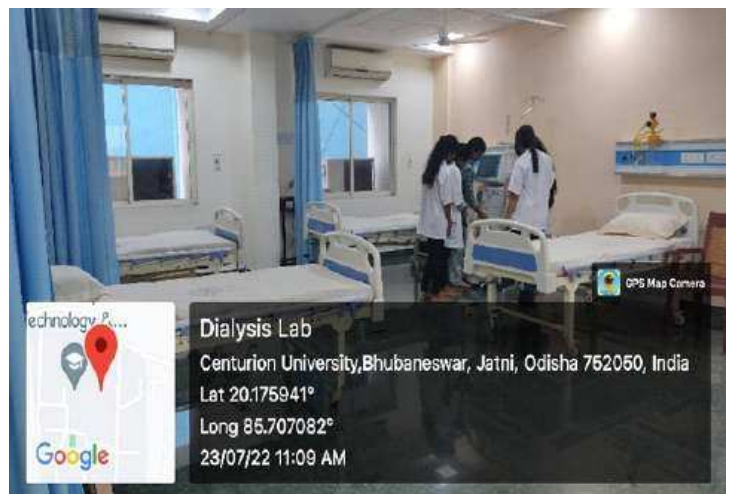 GPS Map Camera
echnology &...
Google
Dialysis Lab
Centurion University,Bhubaneswar, Jatni, Odisha 752050, India
Lat 20.175941°
Long 85.707082°
23/07/22 11:09 AM